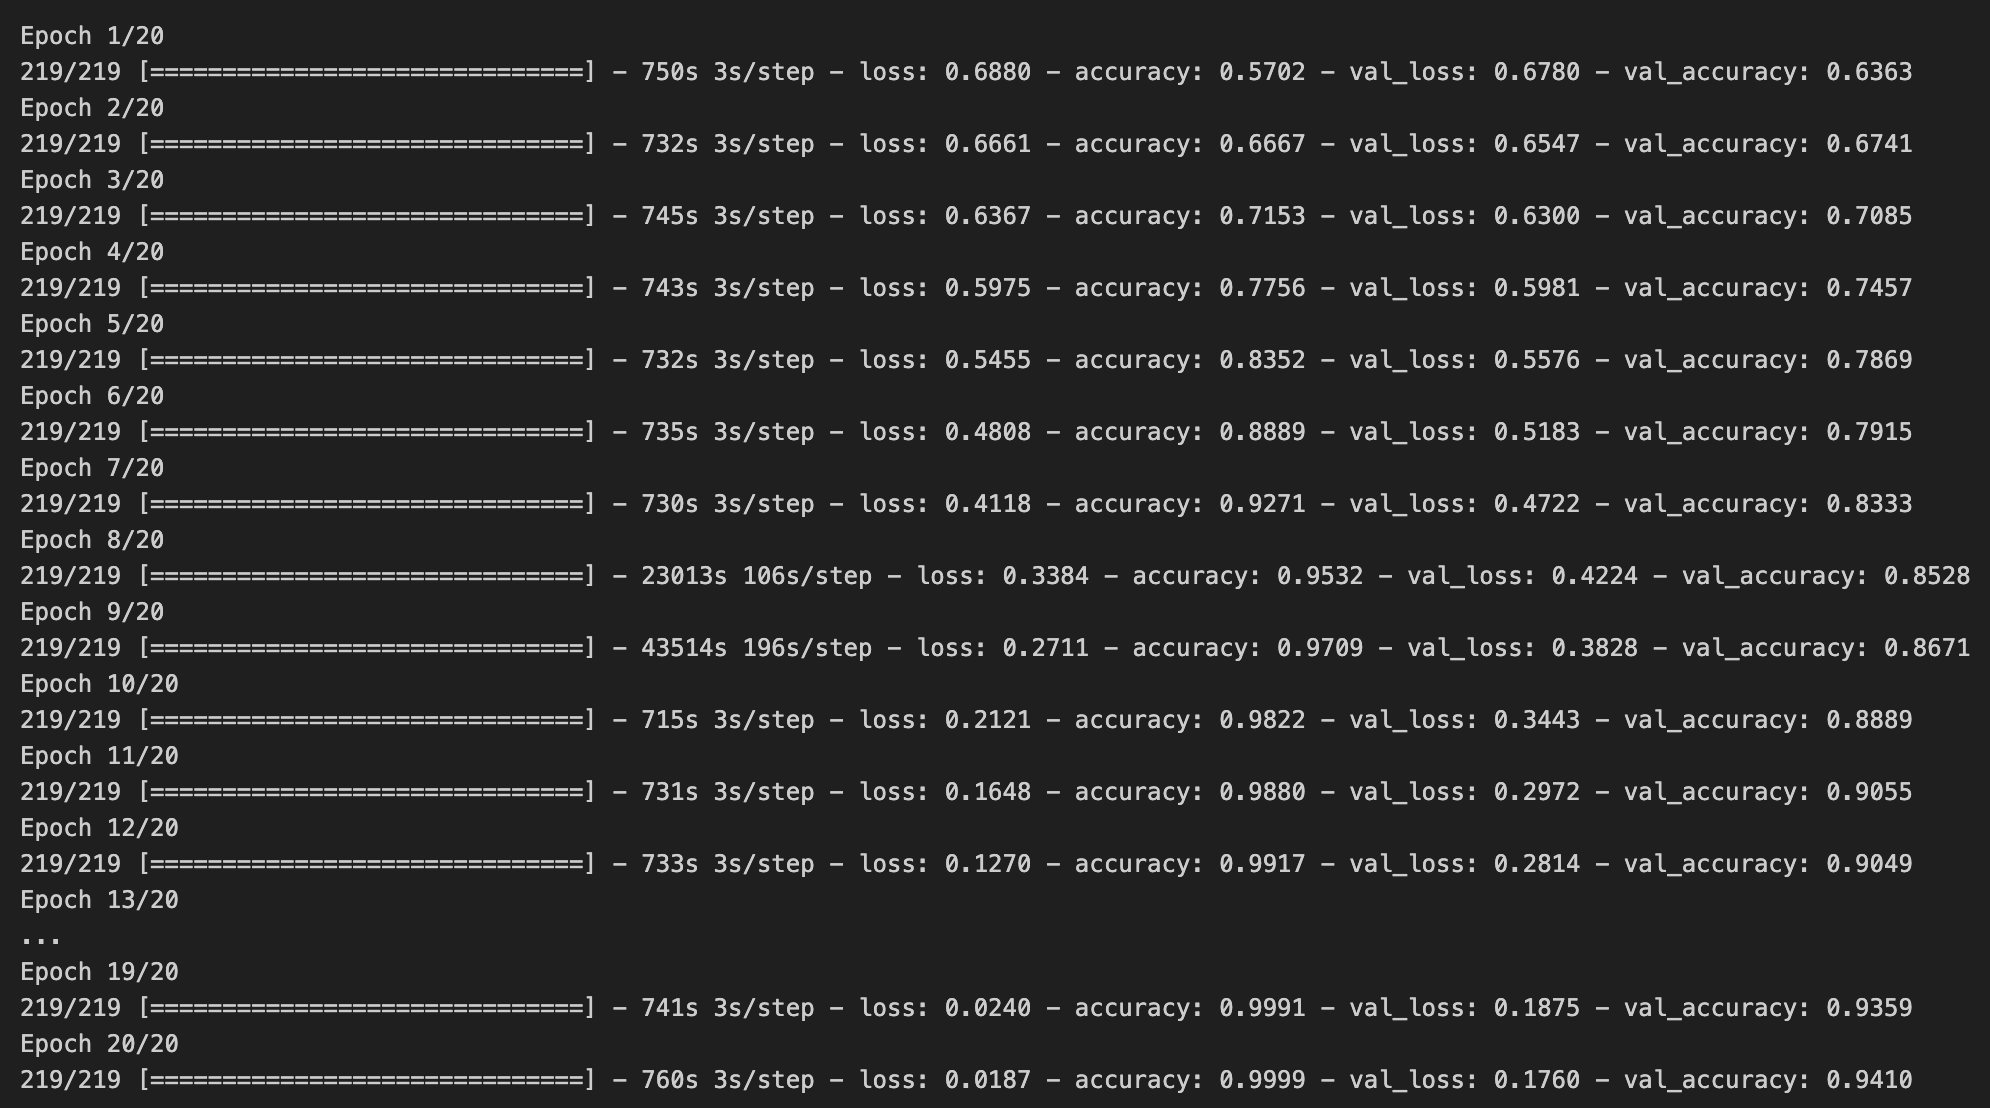 Epoch 1/20
219/219 [==============================] - 750s 3s/step - loss: 0.6880 - accuracy: 0.5702 - val_loss: 0.6780 - val_accuracy: 0.6363
Epoch 2/20
219/219 [==============================] - 732s 3s/step - loss: 0.6661 - accuracy: 0.6667 - val_loss: 0.6547 - val_accuracy: 0.6741
Epoch 3/20
219/219 [==============================] - 745s 3s/step - loss: 0.6367 - accuracy: 0.7153 - val_loss: 0.6300 - val_accuracy: 0.7085
Epoch 4/20
219/219 [==============================] - 743s 3s/step - loss: 0.5975 - accuracy: 0.7756 - val_loss: 0.5981 - val_accuracy: 0.7457
Epoch 5/20
219/219 [==============================] - 732s 3s/step - loss: 0.5455 - accuracy: 0.8352 - val_loss: 0.5576 - val_accuracy: 0.7869
Epoch 6/20
219/219 [==============================] - 735s 3s/step - loss: 0.4808 - accuracy: 0.8889 - val_loss: 0.5183 - val_accuracy: 0.7915
Epoch 7/20
219/219 [==============================] - 730s 3s/step - loss: 0.4118 - accuracy: 0.9271 - val_loss: 0.4722 - val_accuracy: 0.8333
Epoch 8/20
219/219 [==============================] - 23013s 106s/step - loss: 0.3384 - accuracy: 0.9532 - val_loss: 0.4224 - val_accuracy: 0.8528
Epoch 9/20
219/219 [==============================] - 43514s 196s/step - loss: 0.2711 - accuracy: 0.9709 - val_loss: 0.3828 - val_accuracy: 0.8671
Epoch 10/20
219/219 [==============================] - 715s 3s/step - loss: 0.2121 - accuracy: 0.9822 - val_loss: 0.3443 - val_accuracy: 0.8889
Epoch 11/20
219/219 [==============================] - 731s 3s/step - loss: 0.1648 - accuracy: 0.9880 - val_loss: 0.2972 - val_accuracy: 0.9055
Epoch 12/20
219/219 [==============================] - 733s 3s/step - loss: 0.1270 - accuracy: 0.9917 - val_loss: 0.2814 - val_accuracy: 0.9049
Epoch 13/20
...
Epoch 19/20
219/219 [==============================] - 741s 3s/step - loss: 0.0240 - accuracy: 0.9991 - val_loss: 0.1875 - val_accuracy: 0.9359
Epoch 20/20
219/219 [==============================] - 760s 3s/step - loss: 0.0187 - accuracy: 0.9999 - val_loss: 0.1760 - val_accuracy: 0.9410